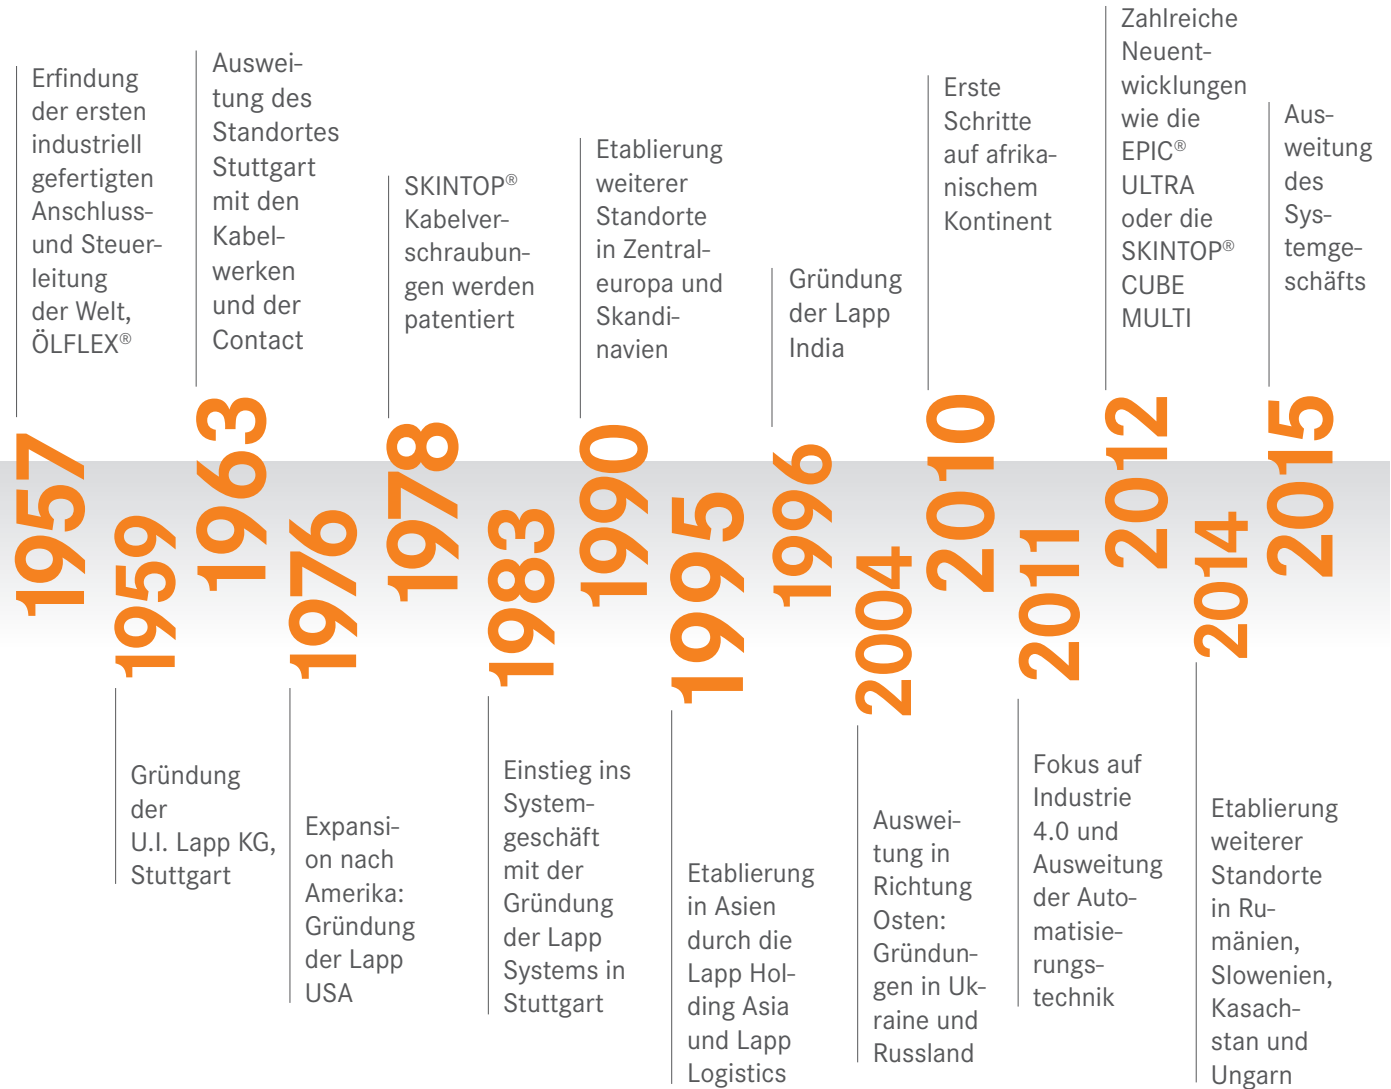 1957
Erfindung
der ersten
industriell
gefertigten
Anschluss-
und Steuer-
leitung
der Welt,
ÖLFLEX®
1959
Gründung
der
U.I. Lapp KG,
Stuttgart
1963
Auswei-
tung des
Standortes
Stuttgart
mit den
Kabel-
werken
und der
Contact
1976
Expansi-
on nach
Amerika:
Gründung
der Lapp
USA
1978
SKINTOP®
Kabelver-
schraubun-
gen werden
patentiert
1983
Einstieg ins
System-
geschäft
mit der
Gründung
der Lapp
Systems in
Stuttgart
1990
Etablierung
weiterer
Standorte
in Zentral-
europa und
Skandi-
navien
1995
Etablierung
in Asien
durch die
Lapp Hol-
ding Asia
und Lapp
Logistics
1996
Gründung
der Lapp
India
2004
Auswei-
tung in
Richtung
Osten:
Gründun-
gen in Uk-
raine und
Russland
2010
Erste
Schritte
auf afrika-
nischem
Kontinent
2011
Fokus auf
Industrie
4.0 und
Ausweitung
der Auto-
matisie-
rungs-
technik
2012
Zahlreiche
Neuent-
wicklungen
wie die
EPIC®
ULTRA
oder die
SKINTOP®
CUBE
MULTI
2014
Etablierung
weiterer
Standorte
in Ru-
mänien,
Slowenien,
Kasach-
stan und
Ungarn
2015
Aus-
weitung
des
Sys-
temge-
schäfts